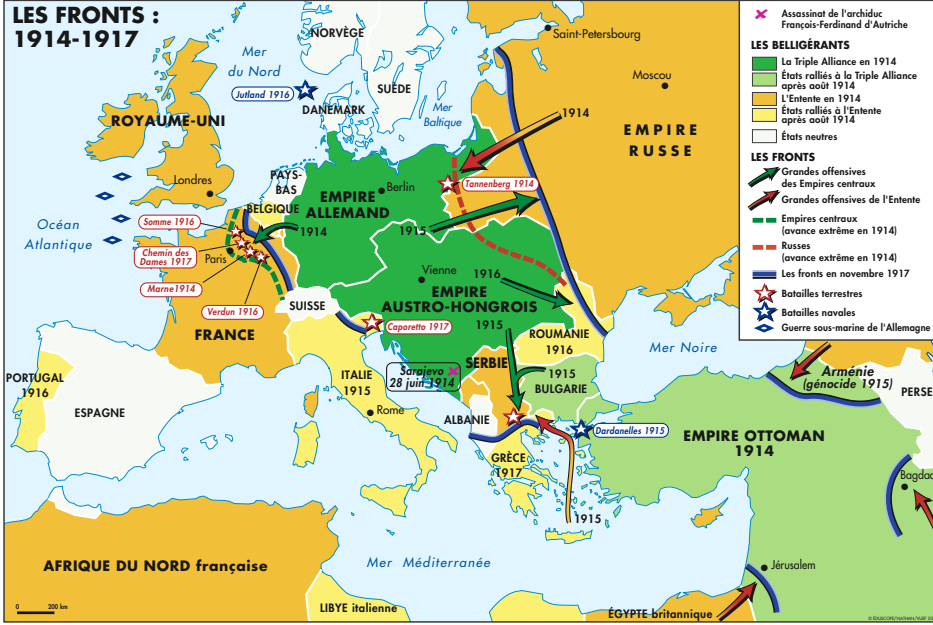 LES FRONTS :
1914-1917
Assassinat de l'archiduc
François-Ferdinand d'Autriche
LES BELLIGÉRANTS
La Triple Alliance en 1914
États ralliés à la Triple Alliance
après août 1914
L'Entente en 1914
États ralliés à l'Entente
après août 1914
États neutres
LES FRONTS
Grandes offensives
des Empires centraux
Grandes offensives de l'Entente
Empires centraux
(avance extrême en 1914)
Russes
(avance extrême en 1914)
Les fronts en novembre 1917
Batailles terrestres
Batailles navales
Guerre sous-marine de l'Allemagne
NORVÈGE
Saint-Petersbourg
Mer
du Nord
Moscou
SUÈDE
Jutland 1916
DANEMARK
Mer
Baltique
1914
ROYAUME-UNI
EMPIRE
RUSSE
PAYS-
BAS
Londres
Berlin
Tannenberg 1914
EMPIRE
ALLEMAND
BELGIQUE
Océan
Atlantique
Somme 1916
1914
1915
Chemin des
Dames 1917
Paris
Marne1914
Vienne
1916
EMPIRE
AUSTRO-HONGROIS
Verdun 1916
SUISSE
FRANCE
Caporetto 1917
1915
ROUMANIE
1916
Mer Noire
SERBIE
Sarajevo
28 juin 1914
1915
BULGARIE
Arménie
(génocide 1915)
PERSE
PORTUGAL
1916
ITALIE
1915
ESPAGNE
Rome
ALBANIE
Dardanelles 1915
EMPIRE OTTOMAN
1914
GRÈCE
1917
Bagdad
1915
AFRIQUE DU NORD française
Mer Méditerranée
Jérusalem
0 200 km
LIBYE italienne
ÉGYPTE britannique